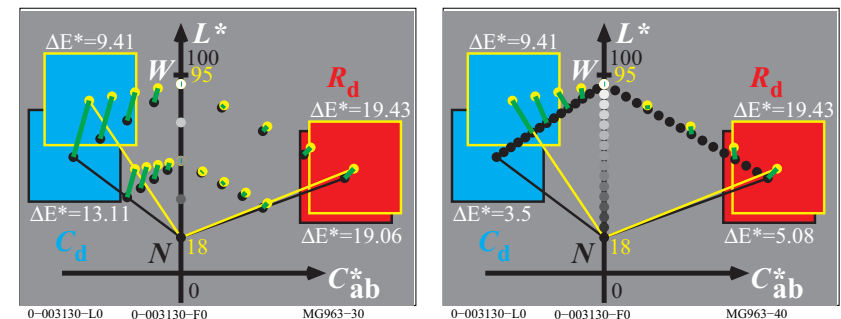 L*
ΔE*=9.41
100
W
95
R
d
ΔE*=19.43
ΔE*=13.11
C
d
N
18
ΔE*=19.06
C*
ab
0
0-003130-L0
0-003130-F0
MG963-30
L*
ΔE*=9.41
100
W
95
R
d
ΔE*=19.43
ΔE*=3.5
C
d
N
18
ΔE*=5.08
C*
ab
0
0-003130-L0
0-003130-F0
MG963-40